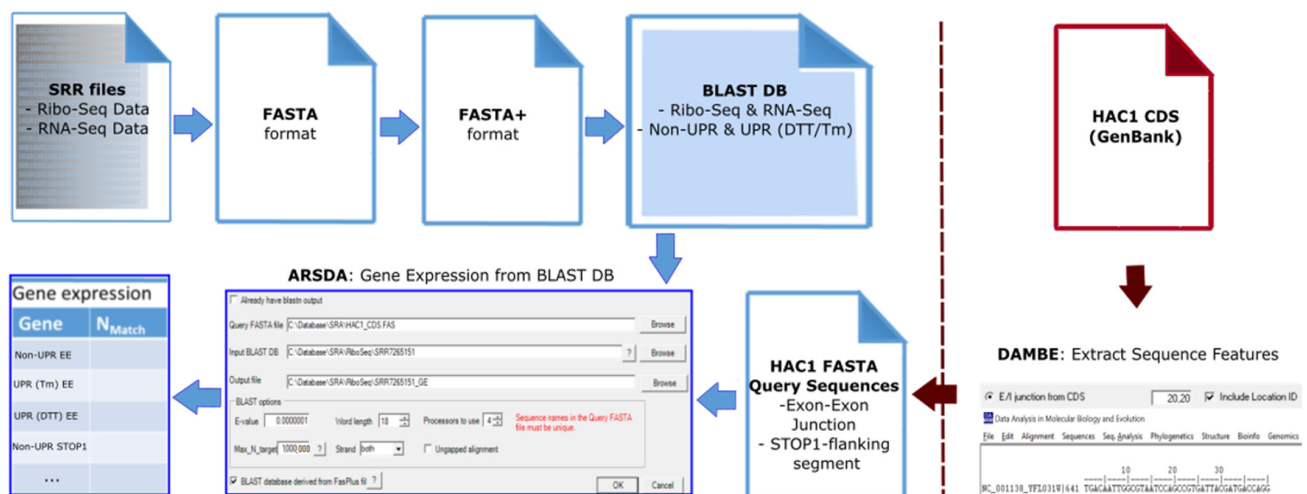 SRR files
- Ribo-Seq Data
- RNA-Seq Data
FASTA
format
FASTA+
format
BLAST DB
- Ribo-Seq & RNA-Seq
- Non-UPR & UPR (DTT/Tm)
HAC1 CDS
(GenBank)
ARSDA: Gene Expression from BLAST DB
Gene expression
Gene N Match
Non-UPR EE
UPR (Tm) EE
UPR (DTT) EE
Non-UPR STOP1
...
Already have blastn output
Query FASTA file C:\Database\SRA\HAC1_CDS.FAS Browse
Input BLAST DB C:\Database\SRA\RiboSeq\SRR7265151 ? Browse
Output file C:\Database\SRA\RiboSeq\SRR7265151_GE Browse
BLAST options
E-value 0.0000001 Word length 18 Processors to use 4 Sequence names in the Query FASTA
file must be unique.
Max_N_target 1000,000 ? Strand both Ungapped alignment
BLAST database derived from FasPlus fil ? OK Cancel
HAC1 FASTA
Query Sequences
-Exon-Exon
Junction
- STOP1-flanking
segment
DAMBE: Extract Sequence Features
E/I junction from CDS 20,20 Include Location ID
Data Analysis in Molecular Biology and Evolution
File Edit Alignment Sequences Seq. Analysis Phylogenetics Structure Bioinfo Genomics
10 20 30
NC_001138_YFL031W|641 TGACAATTGGCGTAATCCAGCCGTGATTACGATGACCAGG